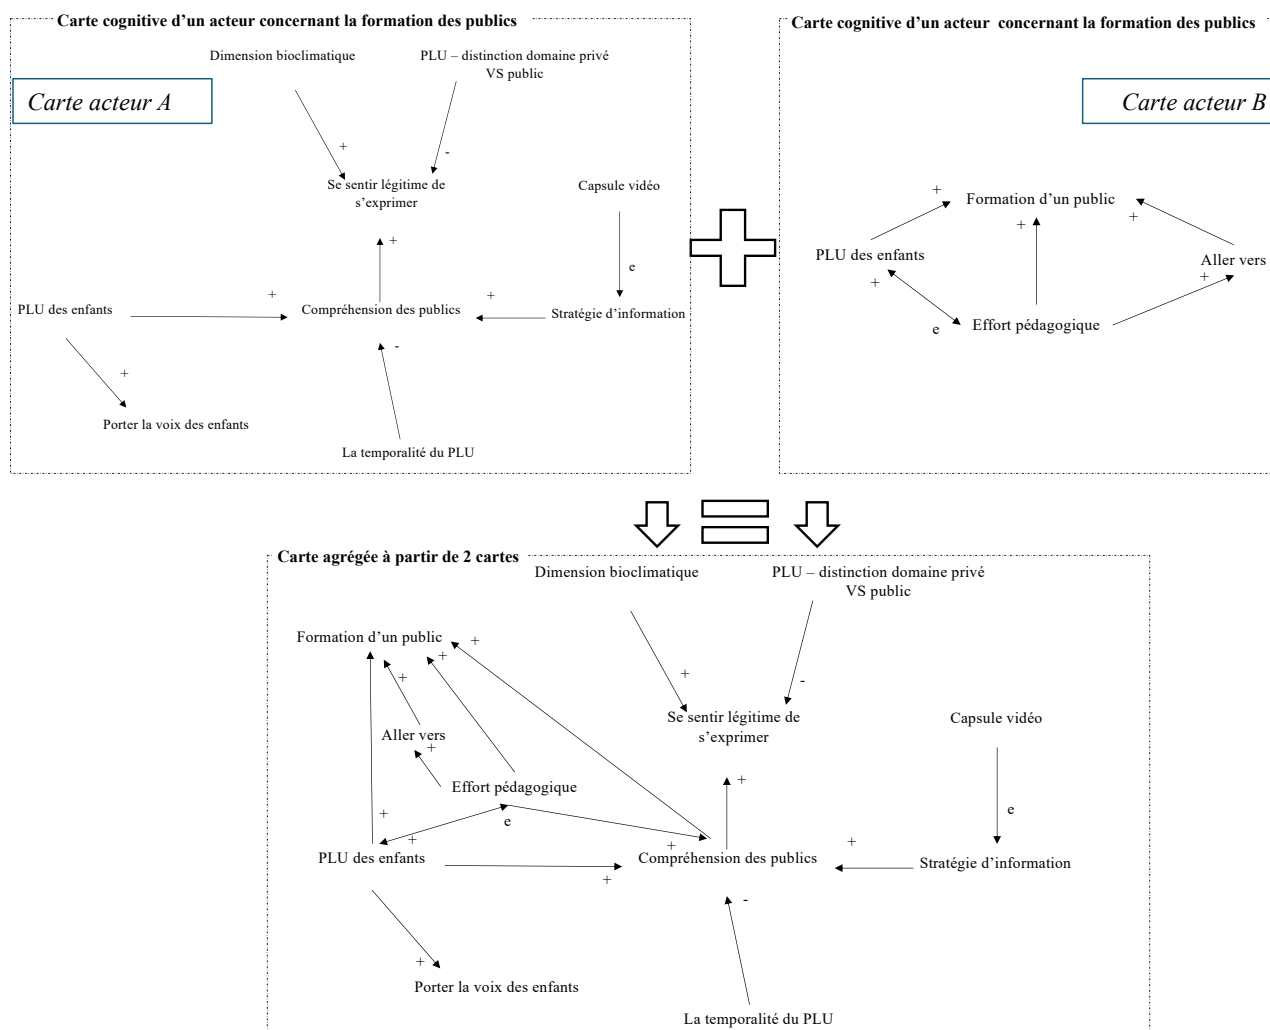 Carte cognitive d’un acteur concernant la formation des publics
Dimension bioclimatique
PLU – distinction domaine privé
VS public
Carte acteur A
+
-
Se sentir légitime de
s’exprimer
Capsule vidéo
+
e
+
+
PLU des enfants
Compréhension des publics
Stratégie d’information
-
+
Porter la voix des enfants
La temporalité du PLU
Carte cognitive d’un acteur concernant la formation des publics
Carte acteur B
+
Formation d’un public
+
+
PLU des enfants
Aller vers
+
+
e
Effort pédagogique
Carte agrégée à partir de 2 cartes
Dimension bioclimatique
PLU – distinction domaine privé
VS public
Formation d’un public
+
+
+
+
-
Se sentir légitime de
s’exprimer
Capsule vidéo
Aller vers
+
+
Effort pédagogique
+
e
e
+
+
+
PLU des enfants
Compréhension des publics
Stratégie d’information
+
-
+
Porter la voix des enfants
La temporalité du PLU